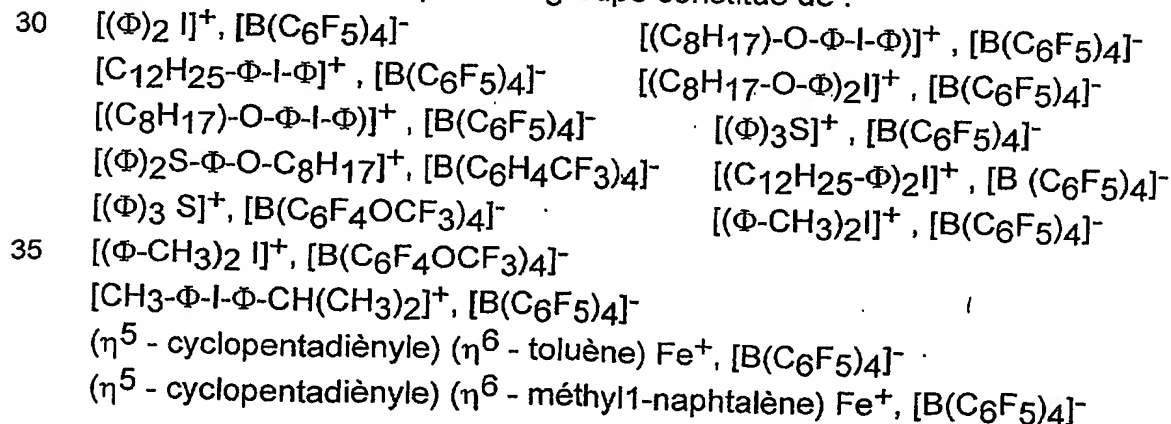 30 [(Φ)2 I]+, [B(C6F5)4]- [(C8H17)-O-Φ-I-Φ)]+ , [B(C6F5)4]-
[C12H25-Φ-I-Φ]+ , [B(C6F5)4]- [(C8H17-O-Φ)2I]+ , [B(C6F5)4]-
[(C8H17)-O-Φ-I-Φ)]+ , [B(C6F5)4]- [(Φ)3S]+ , [B(C6F5)4]-
[(Φ)2S-Φ-O-C8H17]+, [B(C6H4CF3)4]- [(C12H25-Φ)2I]+ , [B (C6F5)4]-
[(Φ)3 S]+, [B(C6F4OCF3)4]- [(Φ-CH3)2I]+ , [B(C6F5)4]-
35 [(Φ-CH3)2 I]+, [B(C6F4OCF3)4]-
[CH3-Φ-I-Φ-CH(CH3)2]+, [B(C6F5)4]-
(η5 - cyclopentadiènyle) (η6 - toluène) Fe+, [B(C6F5)4]-
(η5 - cyclopentadiènyle) (η6 - méthyl1-naphtalène) Fe+, [B(C6F5)4]-